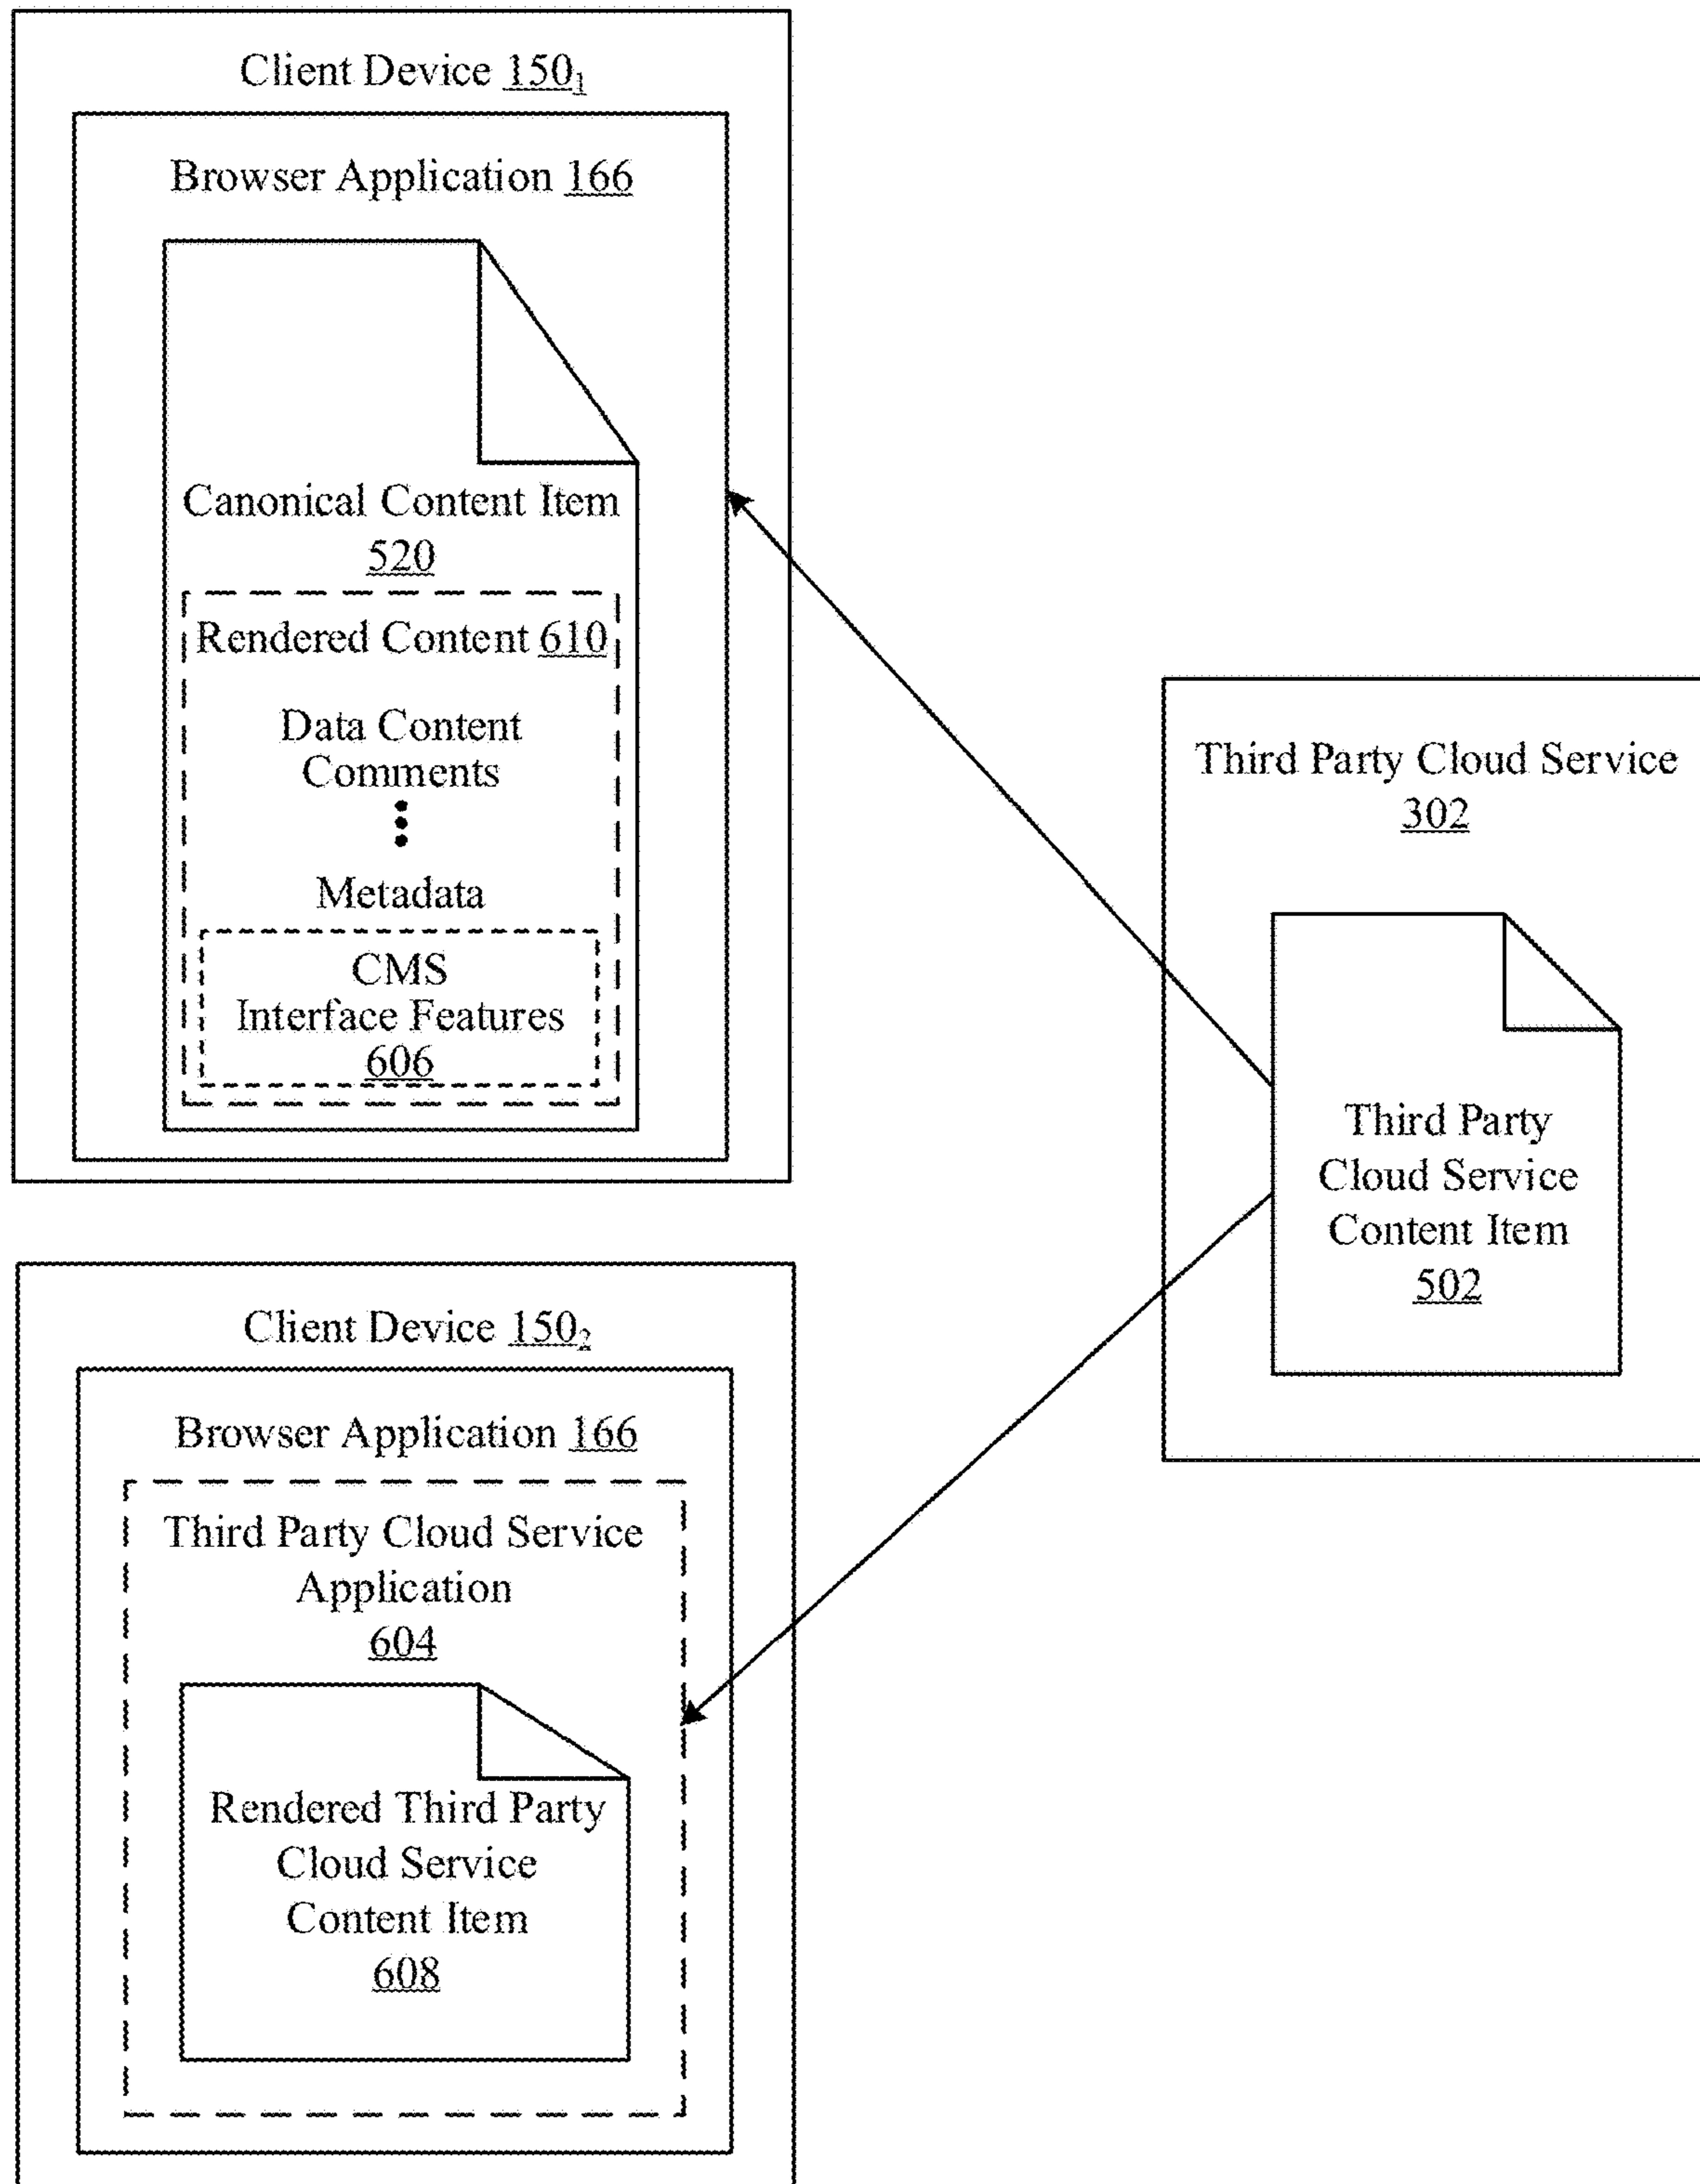 Client Device 150₁
Browser Application 166
Canonical Content Item
520
Rendered Content 610
Data Content
Comments
Metadata
CMS
Interface Features
606
Third Party Cloud Service
302
Third Party
Cloud Service
Content Item
502
Client Device 150₂
Browser Application 166
Third Party Cloud Service
Application
604
Rendered Third Party
Cloud Service
Content Item
608